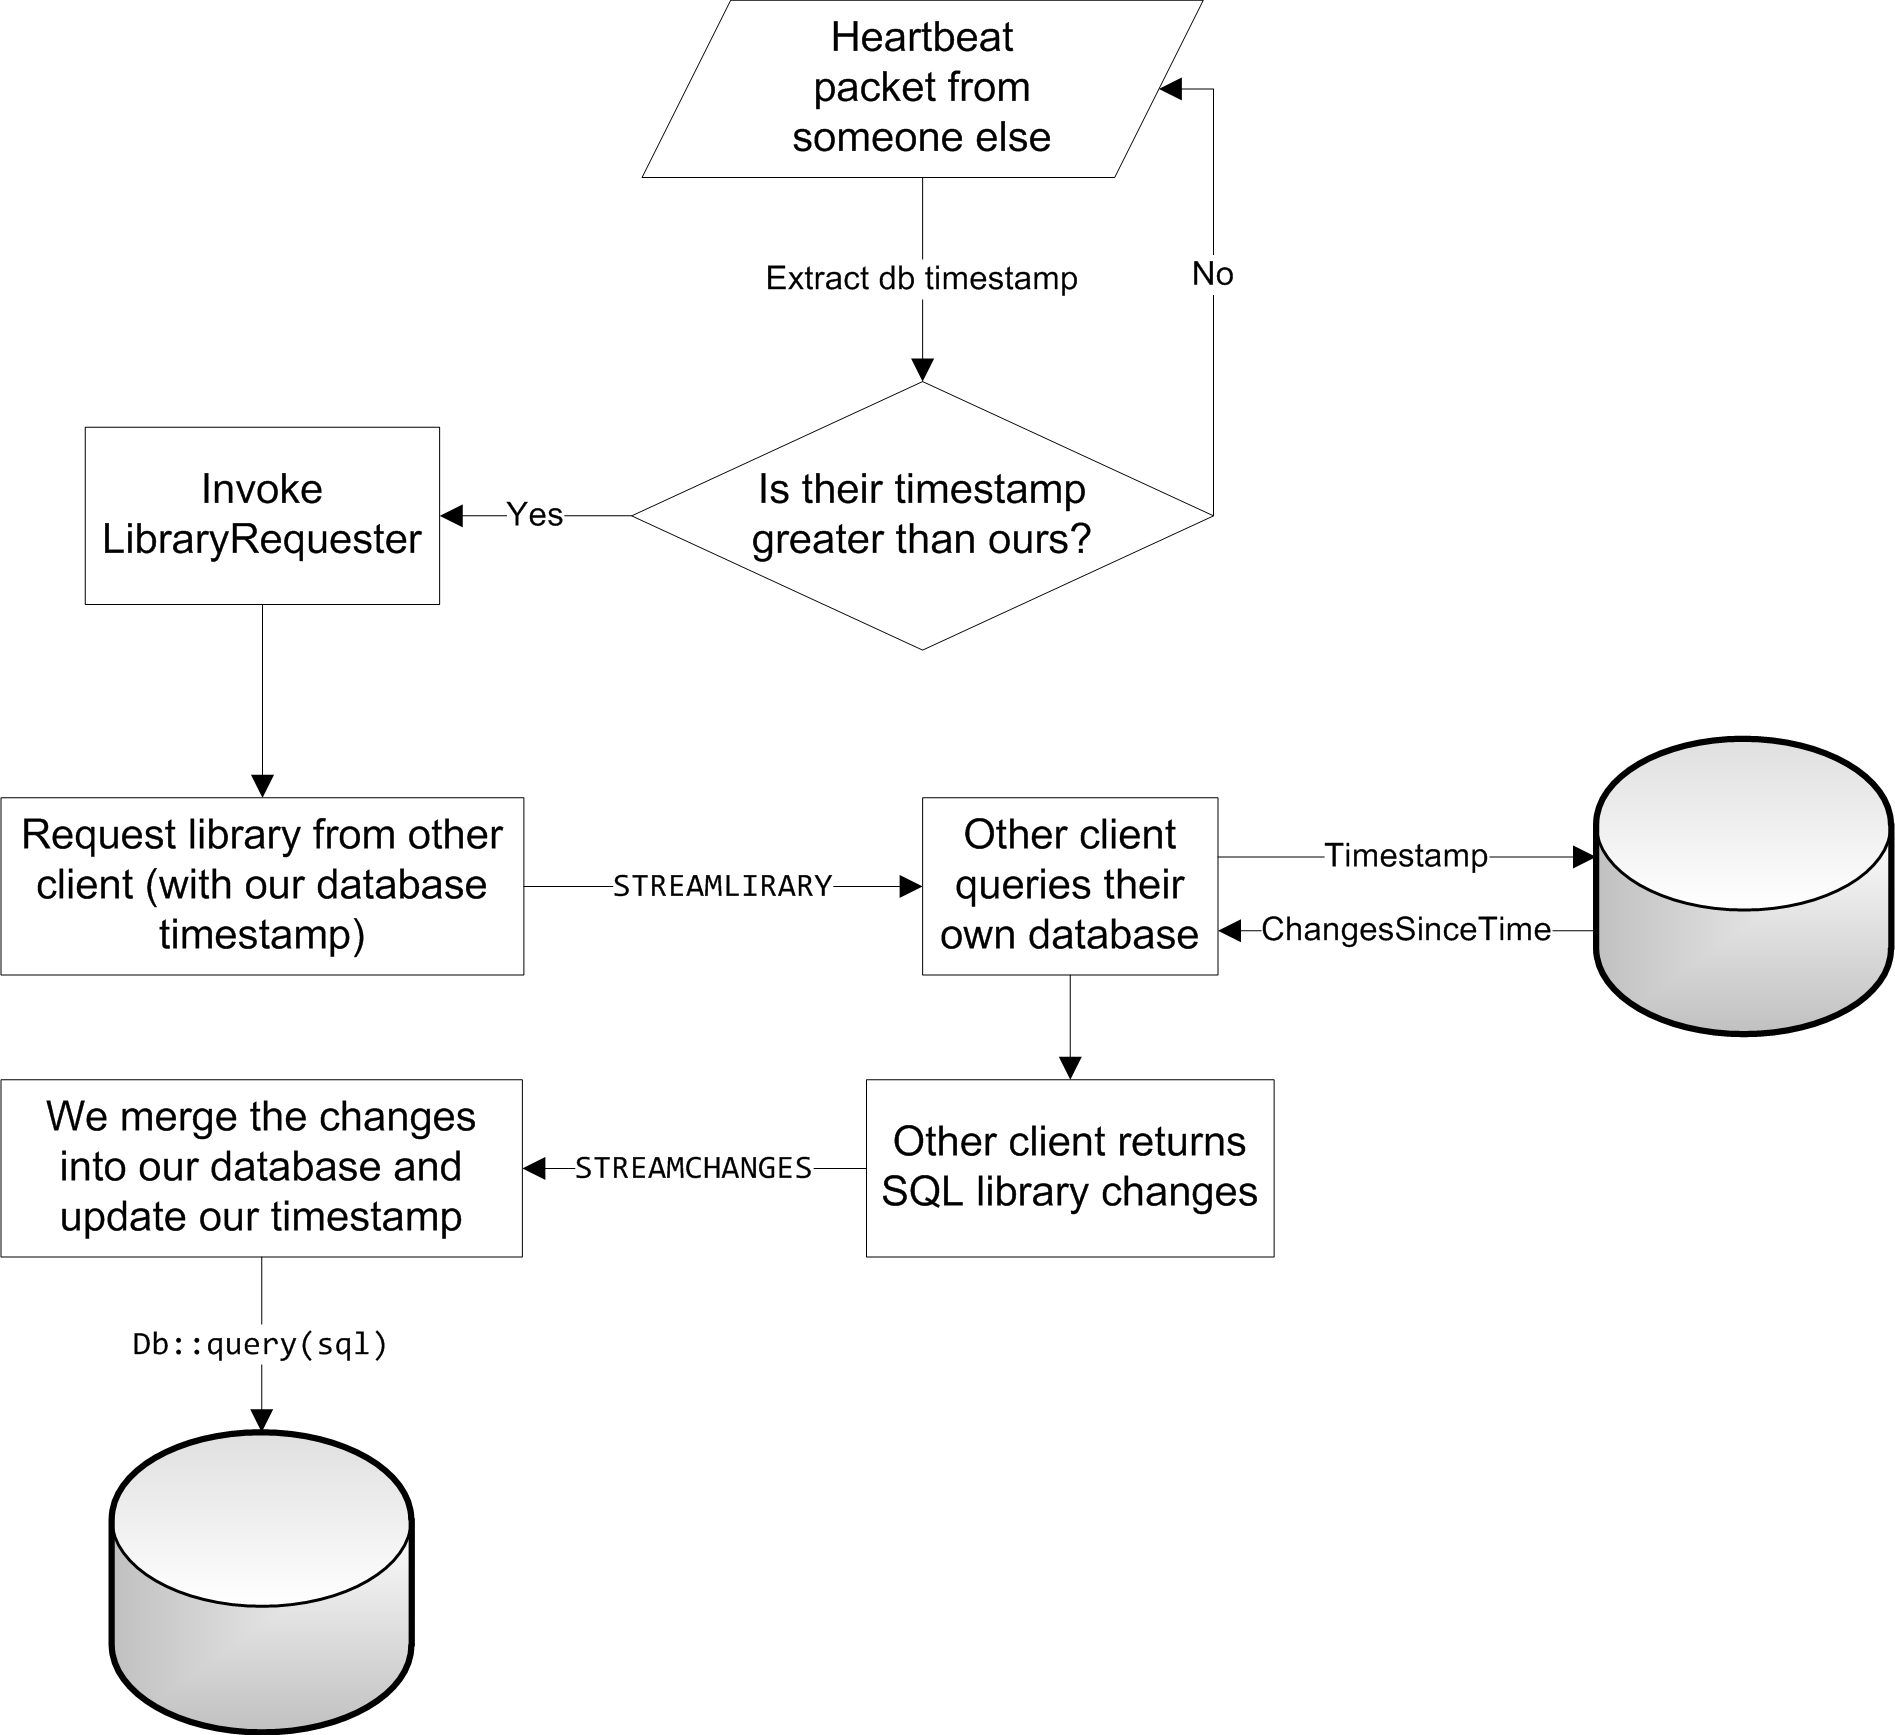 Heartbeat
packet from
someone else
Extract db timestamp
No
Is their timestamp
greater than ours?
Yes
Invoke
LibraryRequester
Request library from other
client (with our database
timestamp)
STREAMLIRARY
Other client
queries their
own database
Timestamp
ChangesSinceTime
Other client returns
SQL library changes
STREAMCHANGES
We merge the changes
into our database and
update our timestamp
Db::query(sql)